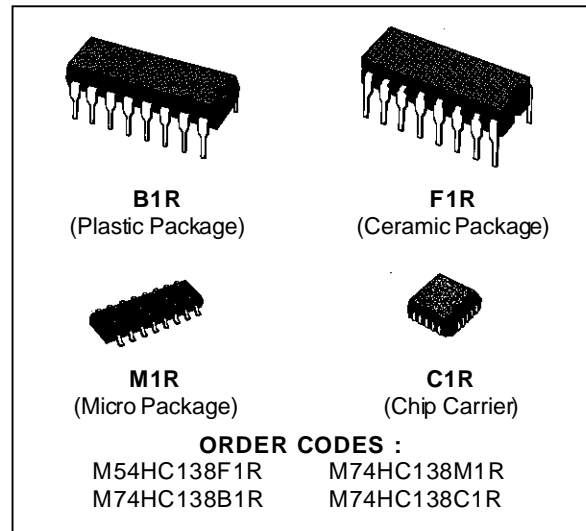 B1R
(Plastic Package)
F1R
(Ceramic Package)
M1R
(Micro Package)
C1R
(Chip Carrier)
ORDER CODES :
M54HC138F1R M74HC138M1R
M74HC138B1R M74HC138C1R